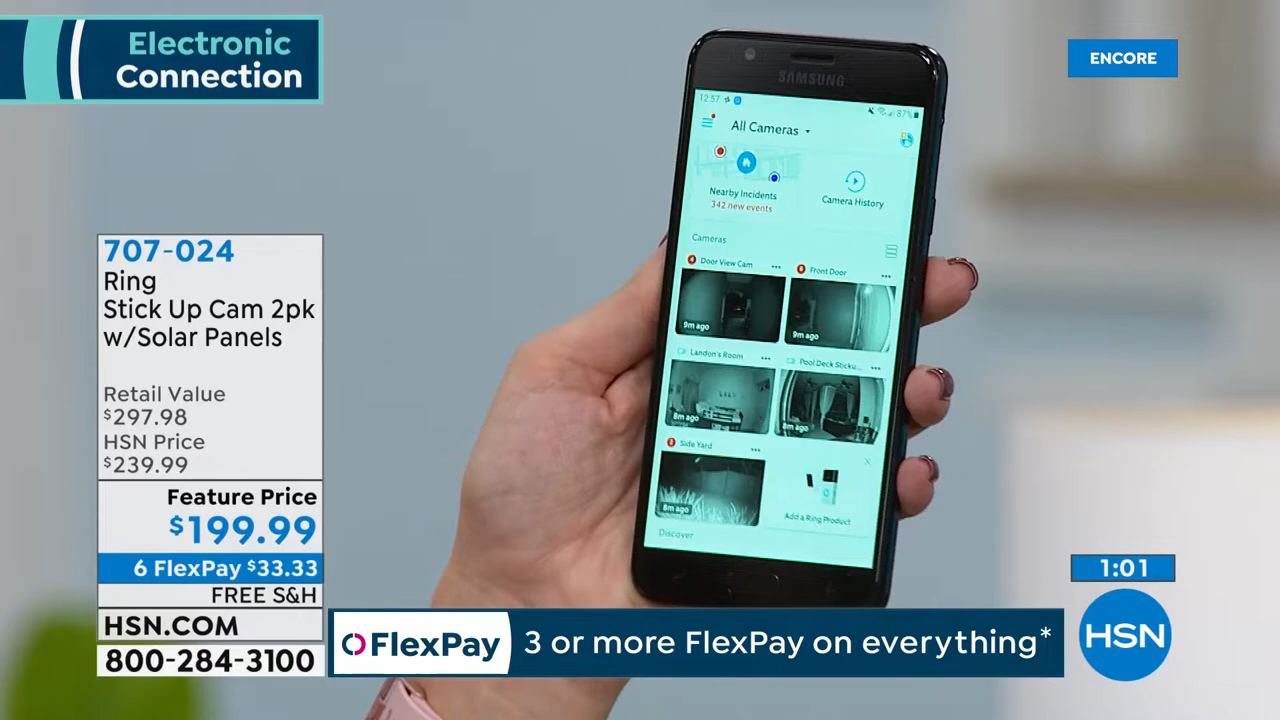 Electronic
Connection
ENCORE
SAMSUNG
12:57
87%
All Cameras
Nearby Incidents
342 new events
Camera History
Cameras
Door View Cam
Front Door
9m ago
9m ago
Landon's Room
Pool Deck Sticku...
8m ago
8m ago
Side Yard
8m ago
Add a Ring Product
Discover
707-024
Ring
Stick Up Cam 2pk
w/Solar Panels
Retail Value
$297.98
HSN Price
$239.99
Feature Price
$199.99
6 FlexPay $33.33
FREE S&H
HSN.COM
800-284-3100
FlexPay 3 or more FlexPay on everything*
1:01
HSN